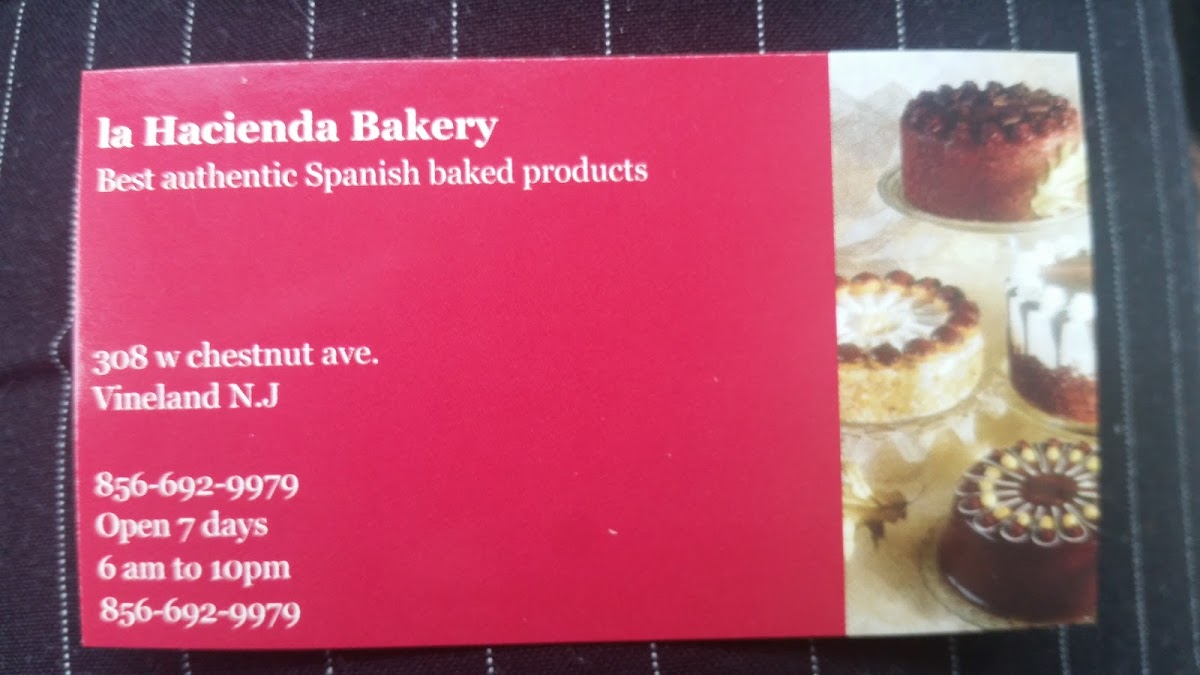 la Hacienda Bakery
Best authentic Spanish baked products
308 w chestnut ave.
Vineland N.J
856-692-9979
Open 7 days
6 am to 10pm
856-692-9979